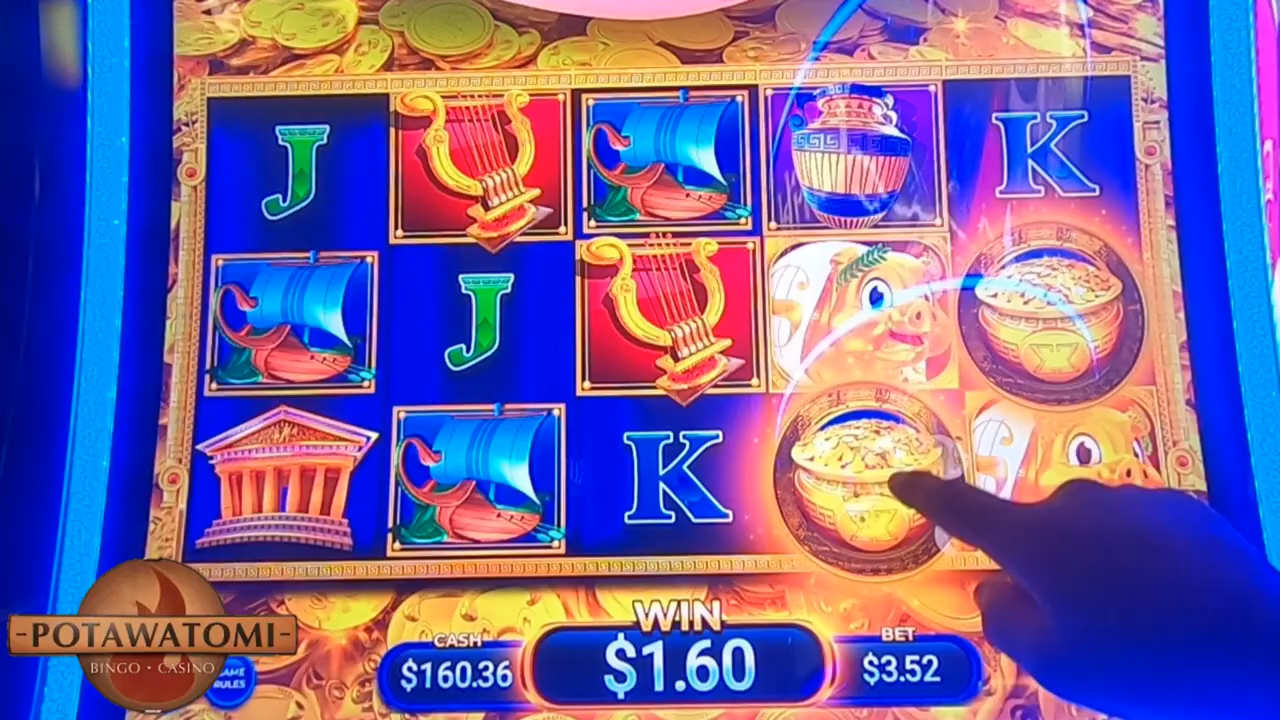 J
K
J
K
WIN
CASH
BET
$160.36
$1.60
$3.52
GAME
RULES
-POTAWATOMI-
BINGO • CASINO